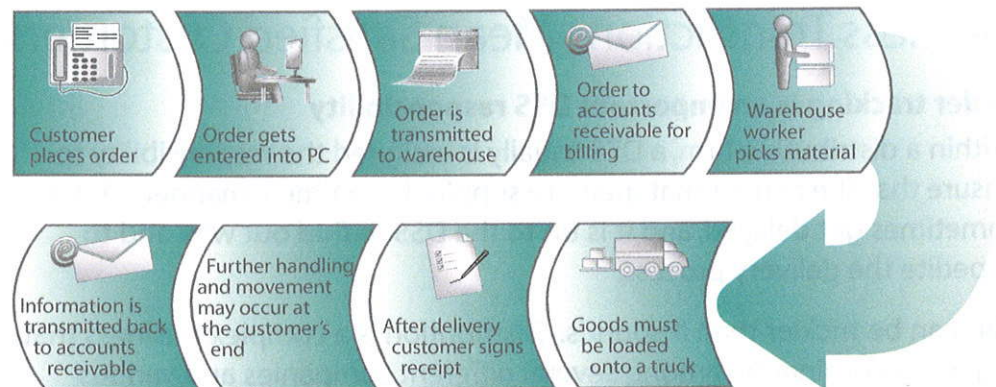 Customer
places order
Order gets
entered into PC
Order is
transmitted
to warehouse
Order to
accounts
receivable for
billing
Warehouse
worker
picks material
Goods must
be loaded
onto a truck
After delivery
customer signs
receipt
Further handling
and movement
may occur at
the customer's
end
Information is
transmitted back
to accounts
receivable